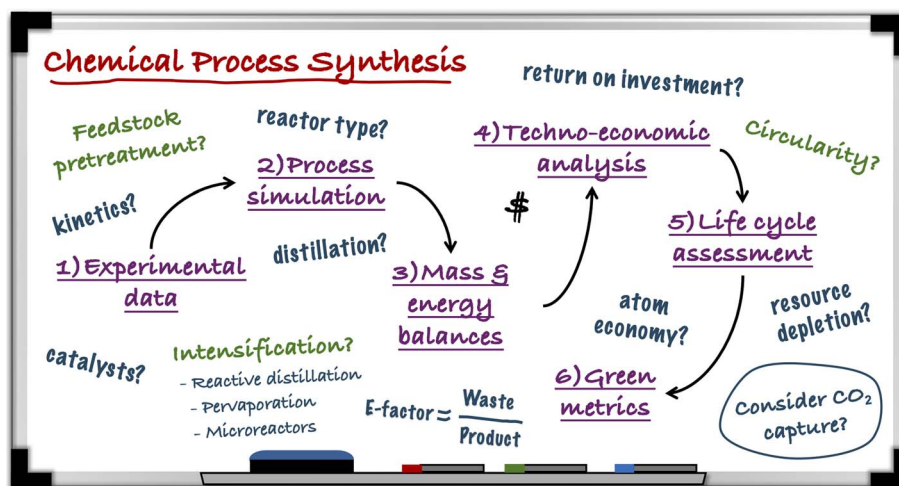 Chemical Process Synthesis
return on investment?
Feedstock
pretreatment?
reactor type?
4) Techno-economic
analysis
Circularity?
2) Process
simulation
kinetics?
$
5) Life cycle
assessment
distillation?
1) Experimental
data
3) Mass &
energy
balances
atom
economy?
resource
depletion?
catalysts?
Intensification?
- Reactive distillation
- Pervaporation
- Microreactors
E-factor = Waste
Product
6) Green
metrics
Consider CO₂
capture?